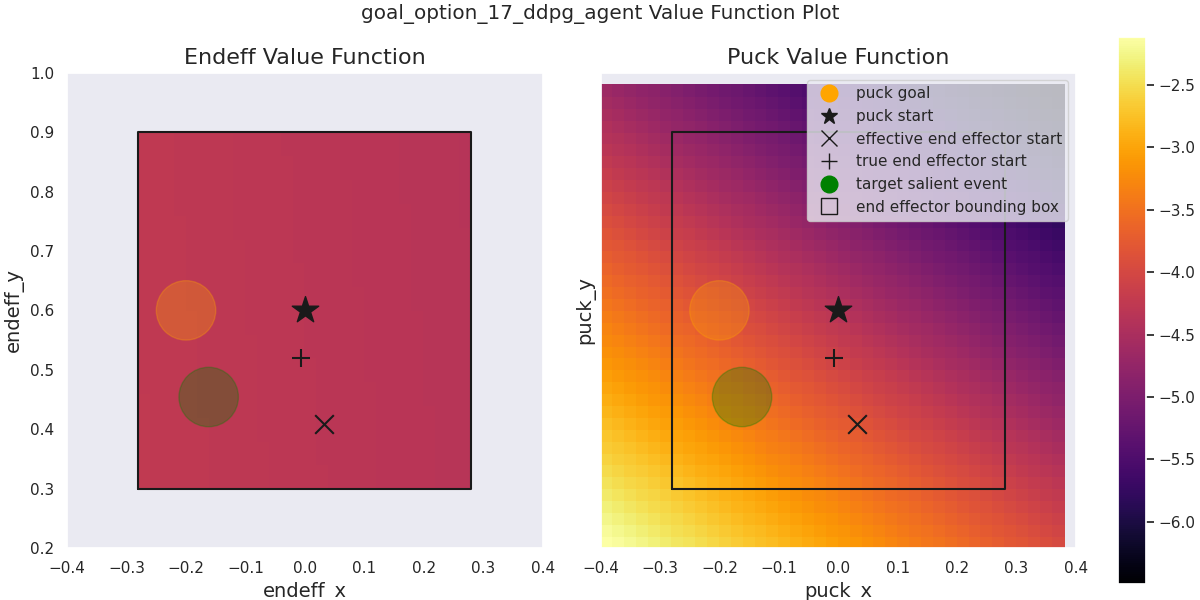 goal_option_17_ddpg_agent Value Function Plot
Endeff Value Function
1.0
0.9
0.8
0.7
0.6
0.5
0.4
0.3
0.2
endeff_y
−0.4 −0.3 −0.2 −0.1 0.0 0.1 0.2 0.3 0.4
endeff_x
Puck Value Function
puck goal
puck start
effective end effector start
true end effector start
target salient event
end effector bounding box
puck_y
−0.4 −0.3 −0.2 −0.1 0.0 0.1 0.2 0.3 0.4
puck_x
−2.5
−3.0
−3.5
−4.0
−4.5
−5.0
−5.5
−6.0